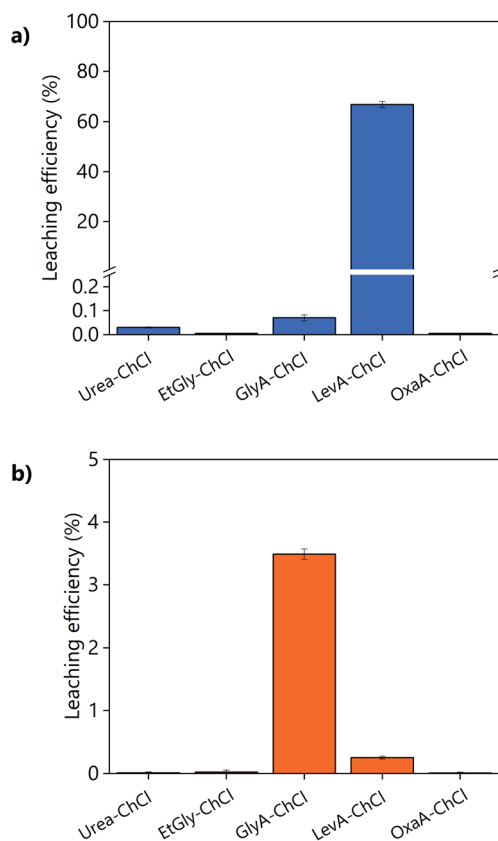 a)
Leaching efficiency (%)
100
80
60
40
20
0.2
0.1
0.0
Urea-ChCl
EtGly-ChCl
GlyA-ChCl
LevA-ChCl
OxaA-ChCl
b)
Leaching efficiency (%)
5
4
3
2
1
0
Urea-ChCl
EtGly-ChCl
GlyA-ChCl
LevA-ChCl
OxaA-ChCl